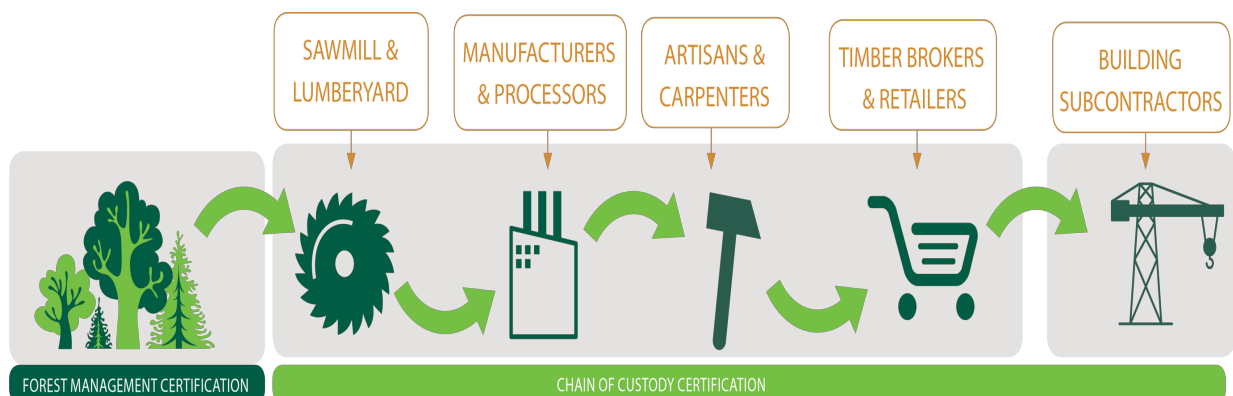 SAWMILL &
LUMBERYARD
MANUFACTURERS
& PROCESSORS
ARTISANS &
CARPENTERS
TIMBER BROKERS
& RETAILERS
BUILDING
SUBCONTRACTORS
FOREST MANAGEMENT CERTIFICATION
CHAIN OF CUSTODY CERTIFICATION